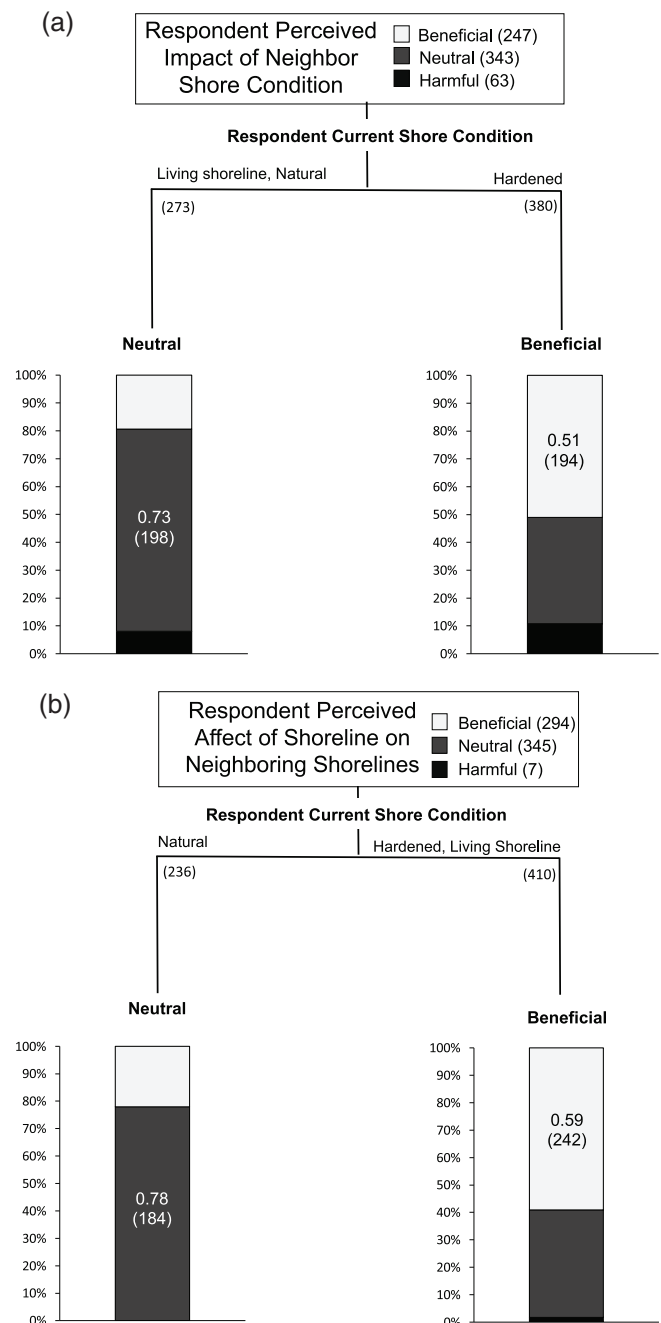 (a)
Respondent Perceived
Impact of Neighbor
Shore Condition
Beneficial (247)
Neutral (343)
Harmful (63)
Respondent Current Shore Condition
Living shoreline, Natural
Hardened
(273)
(380)
Neutral
Beneficial
100%
90%
80%
70%
60%
50%
40%
30%
20%
10%
0%
0.73
(198)
100%
90%
80%
70%
60%
50%
40%
30%
20%
10%
0%
0.51
(194)
(b)
Respondent Perceived
Affect of Shoreline on
Neighboring Shorelines
Beneficial (294)
Neutral (345)
Harmful (7)
Respondent Current Shore Condition
Natural
Hardened, Living Shoreline
(236)
(410)
Neutral
Beneficial
100%
90%
80%
70%
60%
50%
40%
30%
20%
10%
0%
0.78
(184)
100%
90%
80%
70%
60%
50%
40%
30%
20%
10%
0%
0.59
(242)